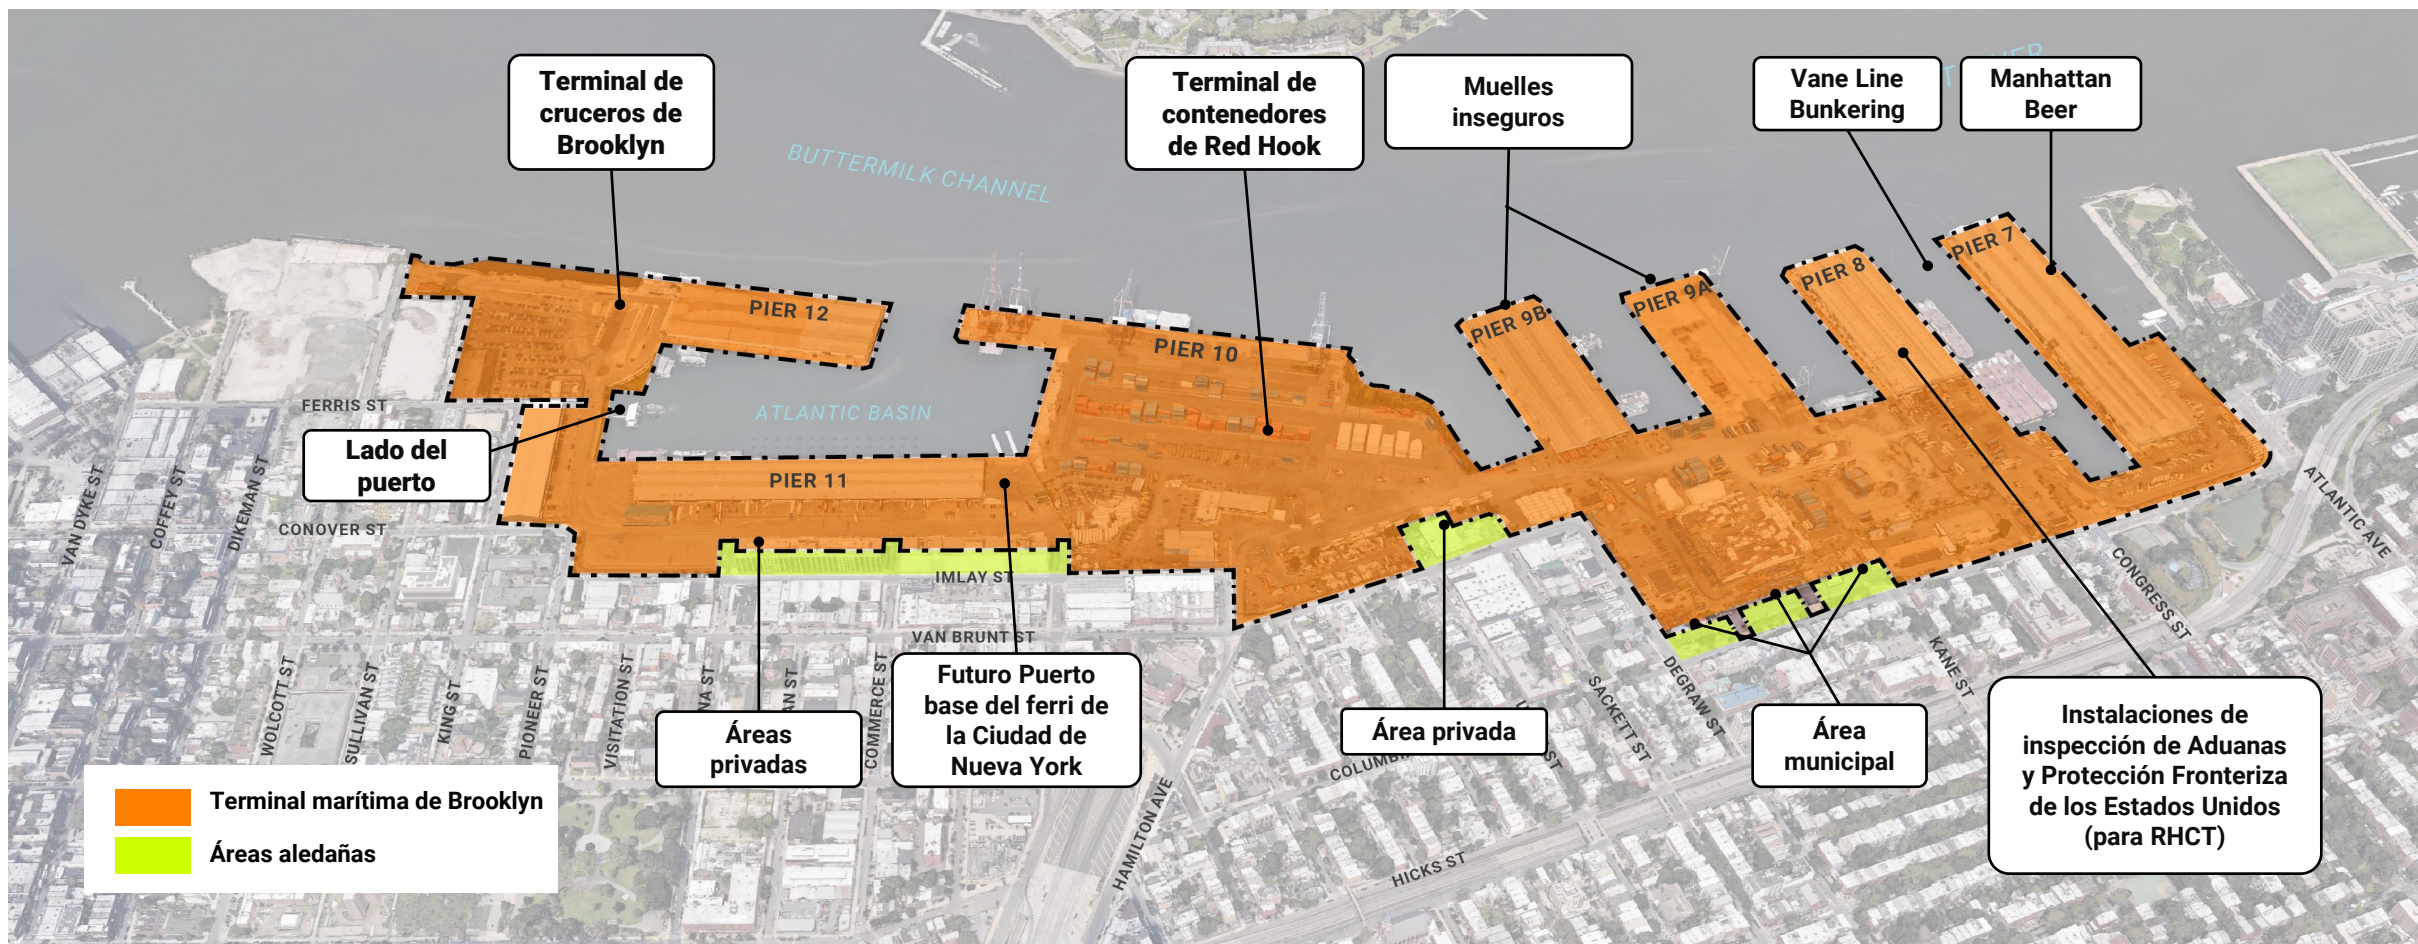 Terminal de
cruceros de
Brooklyn
Terminal de
contenedores
de Red Hook
Muelles
inseguros
Vane Line
Bunkering
Manhattan
Beer
BUTTERMILK CHANNEL
PIER 12
PIER 10
PIER 9B
PIER 9A
PIER 8
PIER 7
ATLANTIC BASIN
PIER 11
Lado del
puerto
FERRIS ST
CONOVER ST
VAN DYKE ST
COFFEY ST
DIKEMAN ST
IMLAY ST
VAN BRUNT ST
WOLCOTT ST
SULLIVAN ST
KING ST
PIONEER ST
VISITATION ST
COMMERCE ST
HAMILTON AVE
HICKS ST
SACKETT ST
DEGRAW ST
KANE ST
CONGRESS ST
ATLANTIC AVE
Áreas
privadas
Futuro Puerto
base del ferri de
la Ciudad de
Nueva York
Área privada
Área
municipal
Instalaciones de
inspección de Aduanas
y Protección Fronteriza
de los Estados Unidos
(para RHCT)
Terminal marítima de Brooklyn
Áreas aledañas